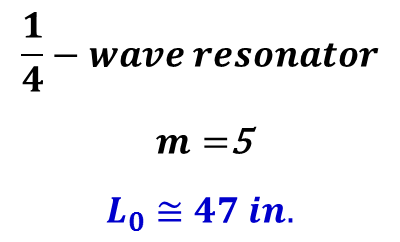 1/4 – wave resonator
m = 5
L₀ ≅ 47 in.